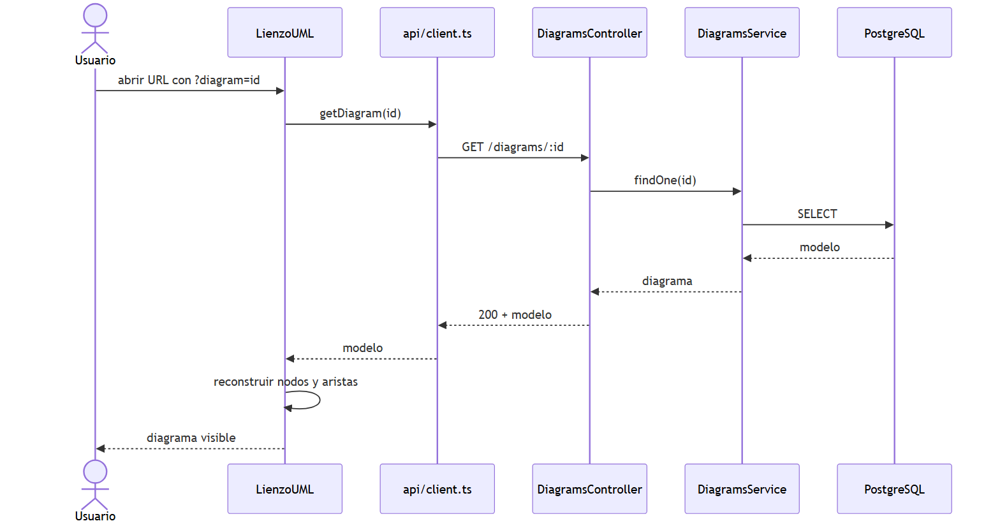 Usuario
LienzoUML
api/client.ts
DiagramsController
DiagramsService
PostgreSQL
abrir URL con ?diagram=id
getDiagram(id)
GET /diagrams/:id
findOne(id)
SELECT
modelo
diagrama
200 + modelo
modelo
reconstruir nodos y aristas
diagrama visible
Usuario
LienzoUML
api/client.ts
DiagramsController
DiagramsService
PostgreSQL